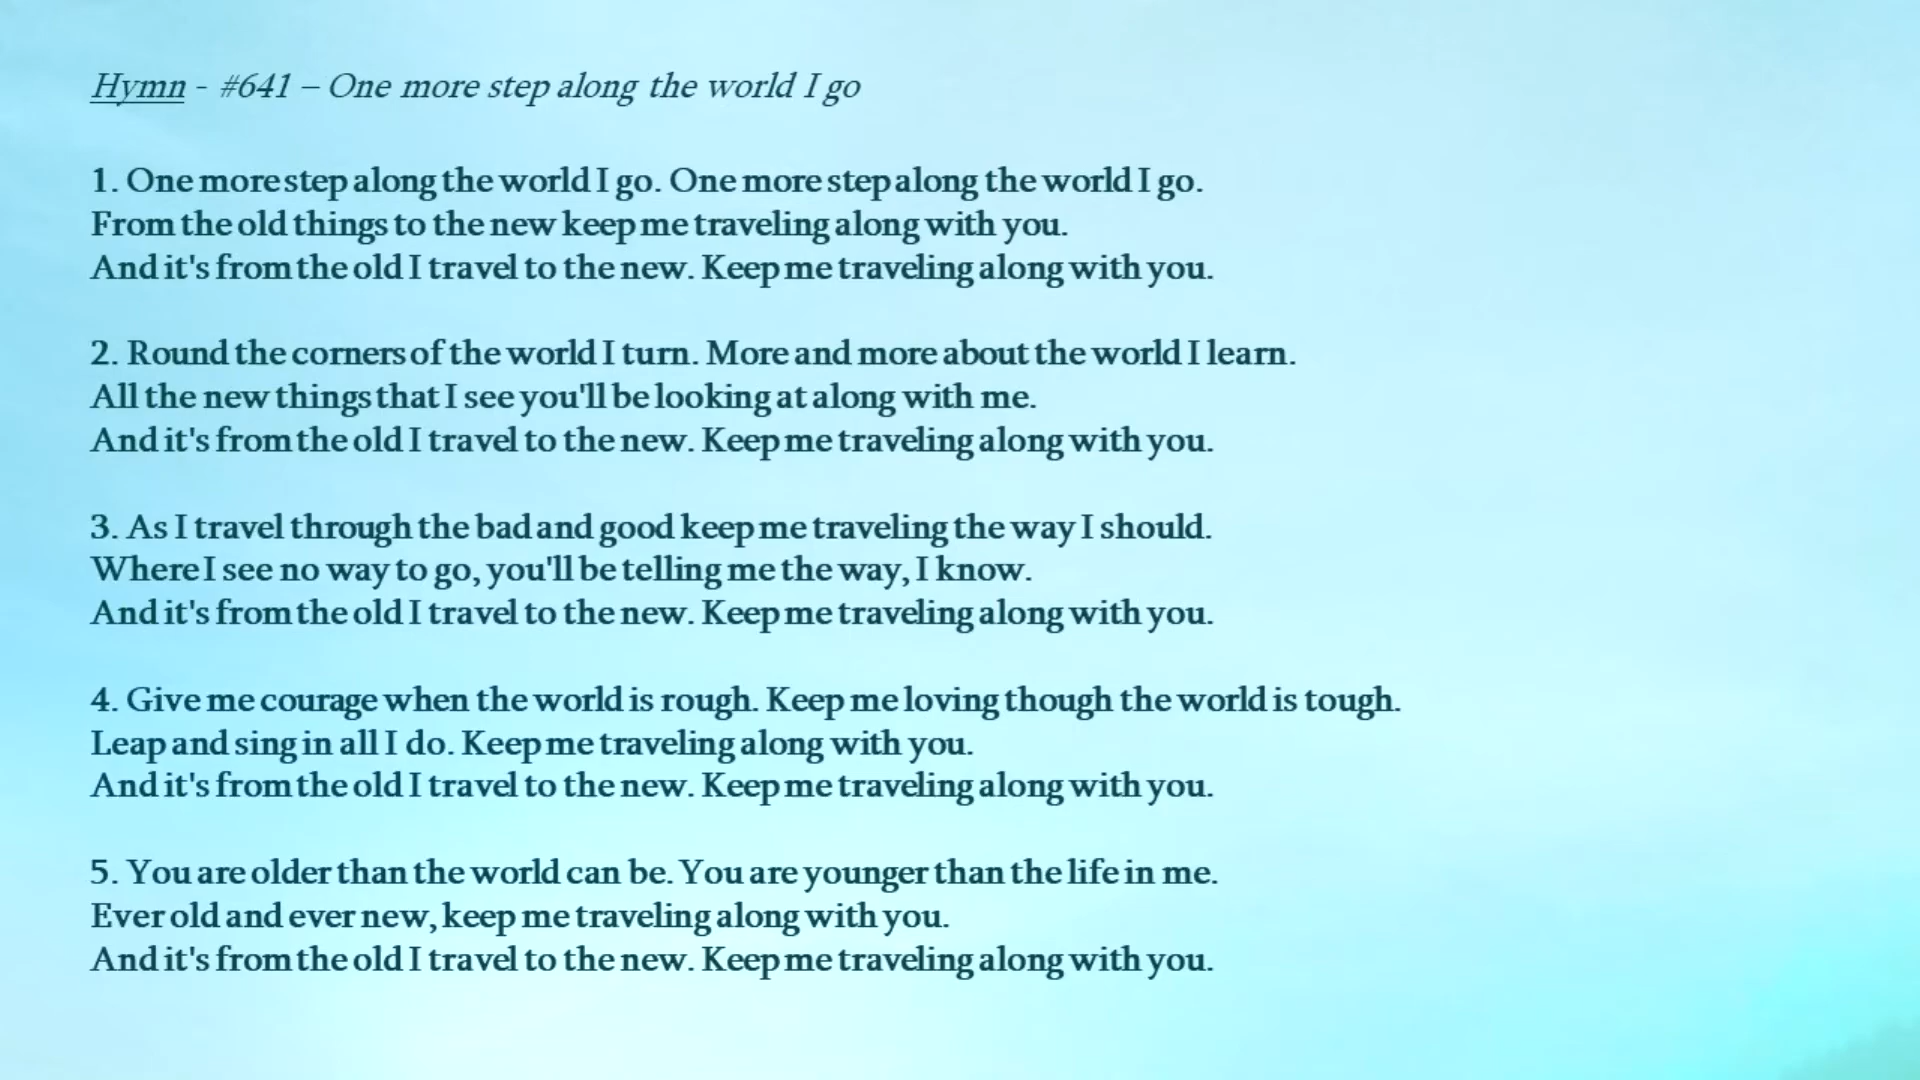 Hymn - #641 – One more step along the world I go
1. One more step along the world I go. One more step along the world I go.
From the old things to the new keep me traveling along with you.
And it's from the old I travel to the new. Keep me traveling along with you.
2. Round the corners of the world I turn. More and more about the world I learn.
All the new things that I see you'll be looking at along with me.
And it's from the old I travel to the new. Keep me traveling along with you.
3. As I travel through the bad and good keep me traveling the way I should.
Where I see no way to go, you'll be telling me the way, I know.
And it's from the old I travel to the new. Keep me traveling along with you.
4. Give me courage when the world is rough. Keep me loving though the world is tough.
Leap and sing in all I do. Keep me traveling along with you.
And it's from the old I travel to the new. Keep me traveling along with you.
5. You are older than the world can be. You are younger than the life in me.
Ever old and ever new, keep me traveling along with you.
And it's from the old I travel to the new. Keep me traveling along with you.